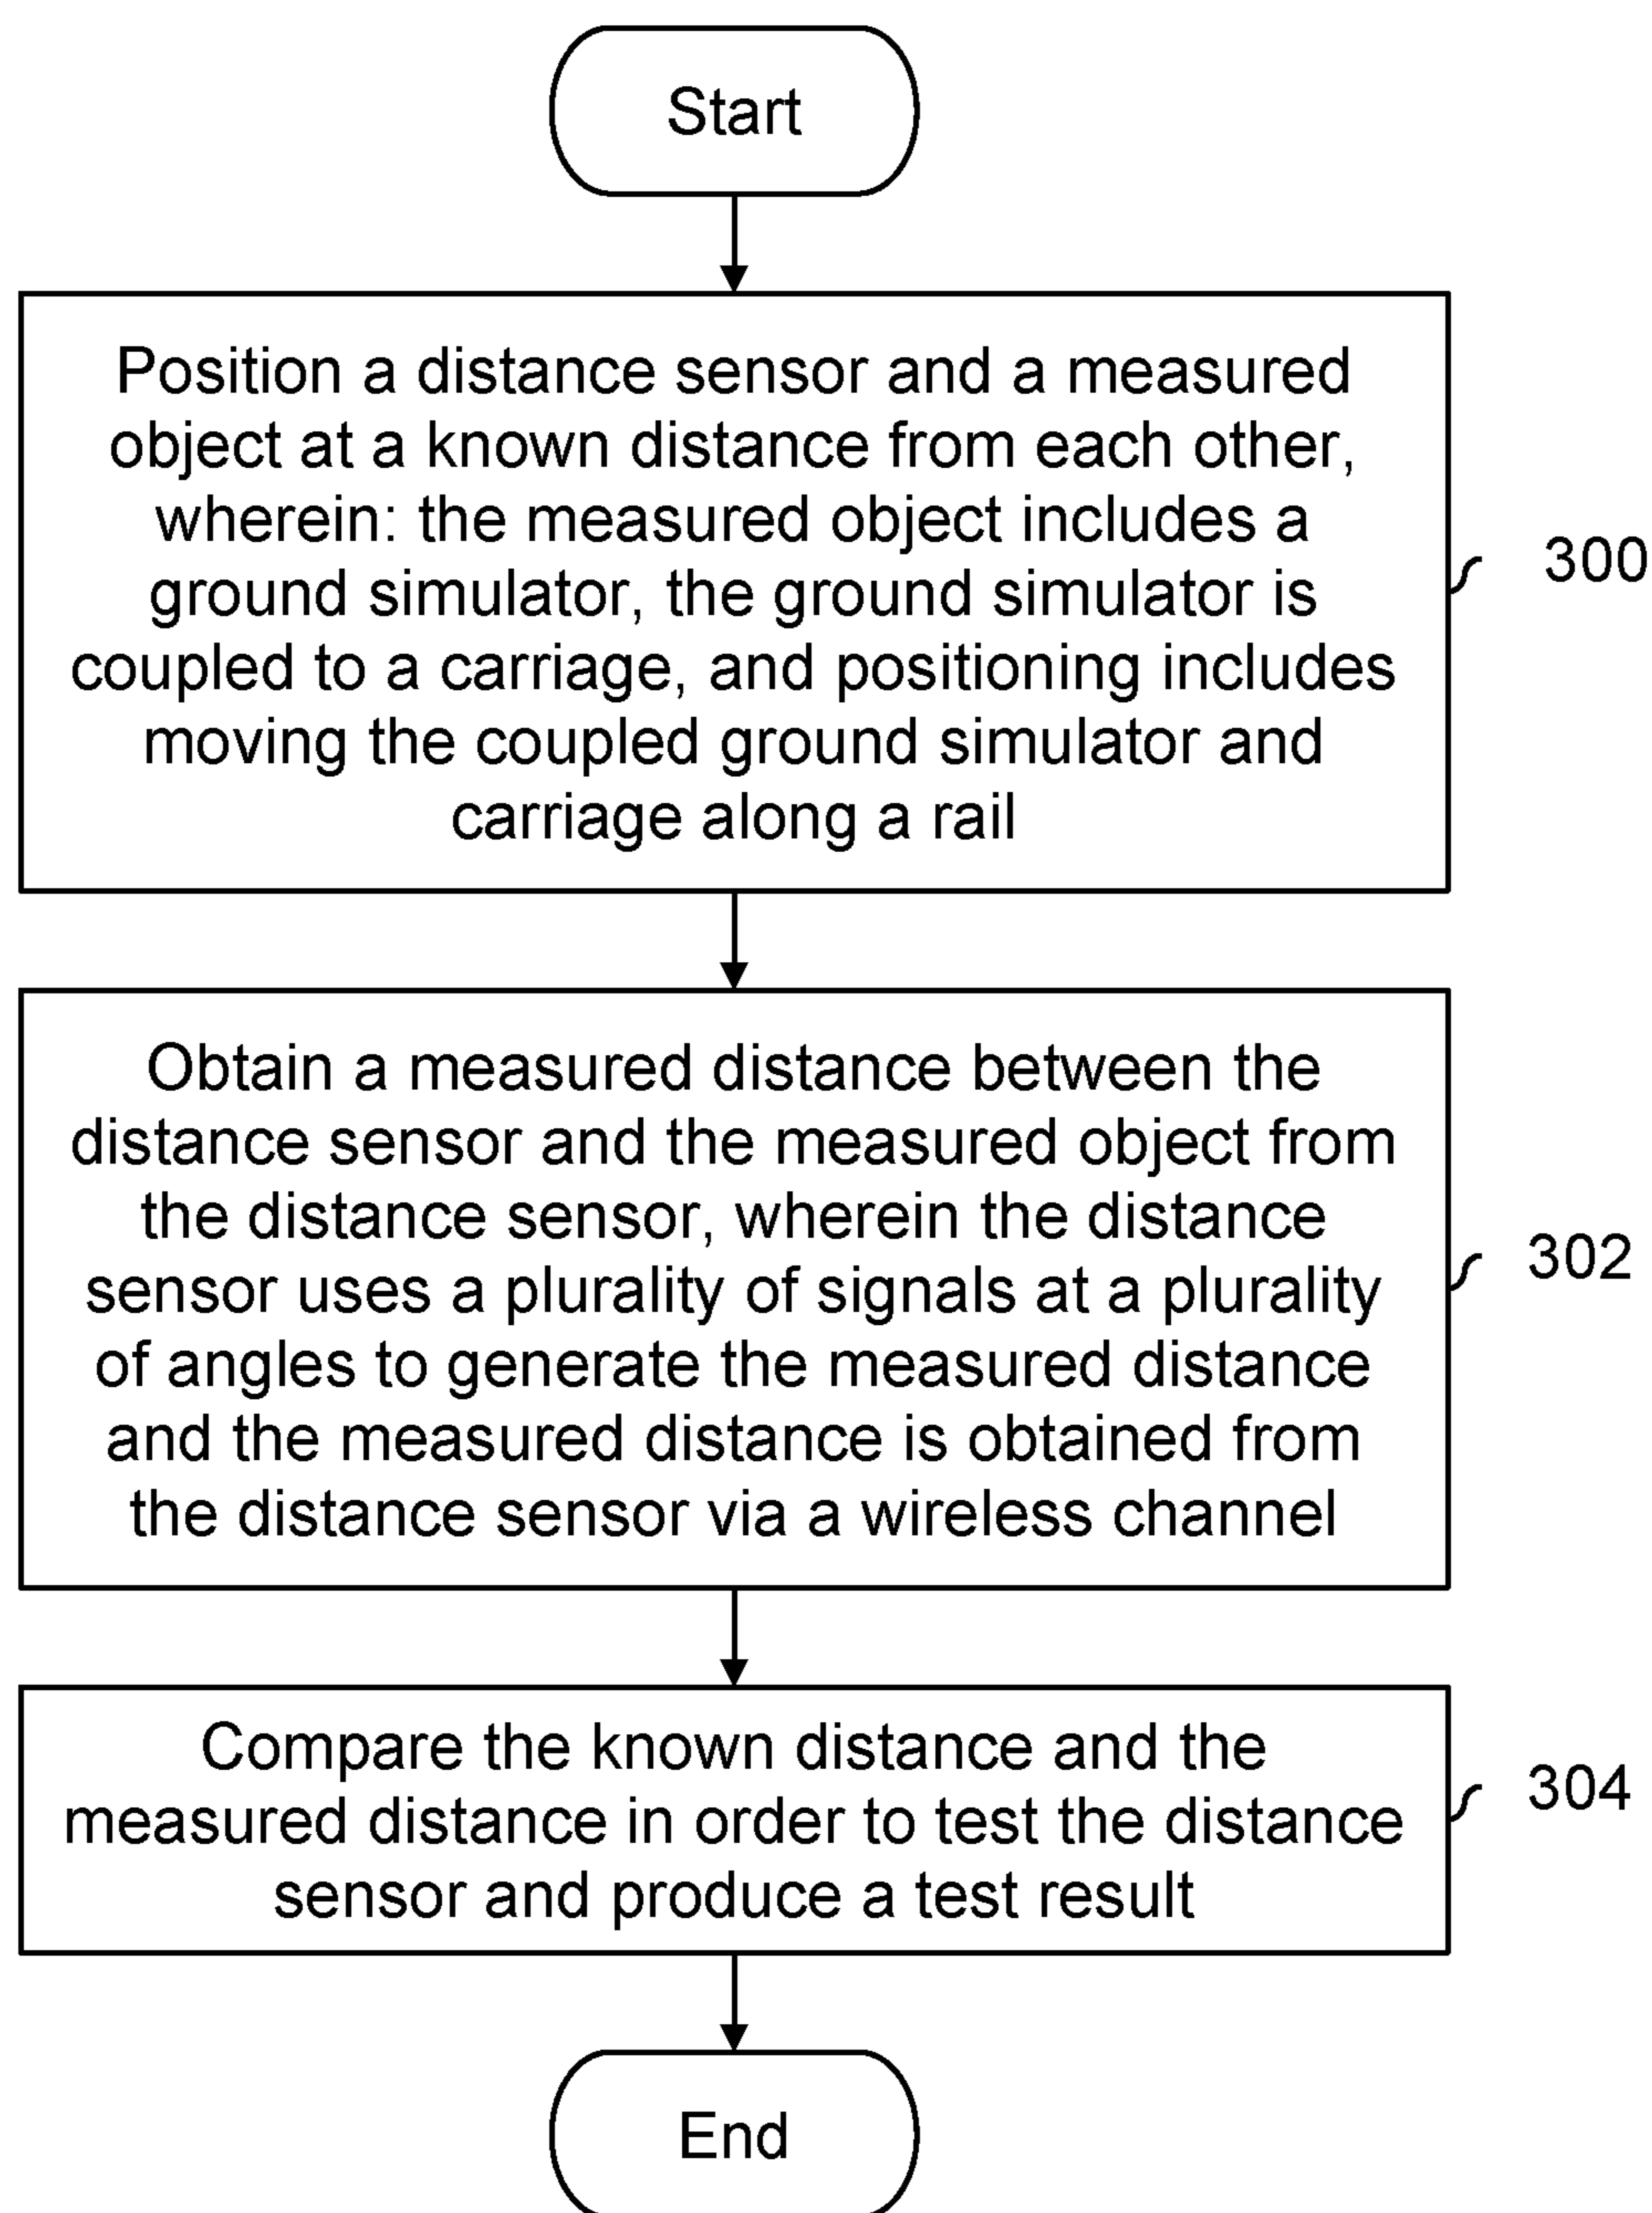 Start
Position a distance sensor and a measured
object at a known distance from each other,
wherein: the measured object includes a
ground simulator, the ground simulator is
coupled to a carriage, and positioning includes
moving the coupled ground simulator and
carriage along a rail
300
Obtain a measured distance between the
distance sensor and the measured object from
the distance sensor, wherein the distance
sensor uses a plurality of signals at a plurality
of angles to generate the measured distance
and the measured distance is obtained from
the distance sensor via a wireless channel
302
Compare the known distance and the
measured distance in order to test the distance
sensor and produce a test result
304
End